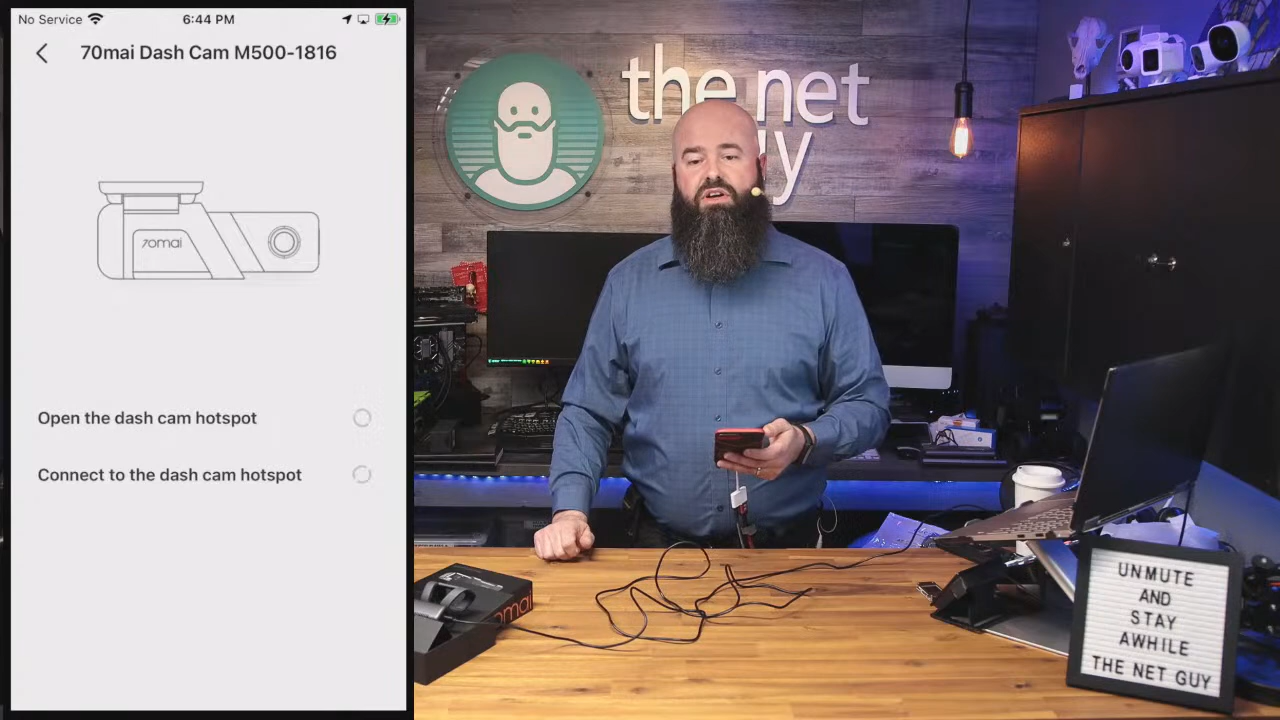 No Service
6:44 PM
70mai Dash Cam M500-1816
70mai
Open the dash cam hotspot
Connect to the dash cam hotspot
the net
UNMUTE
AND
STAY
AWHILE
THE NET GUY